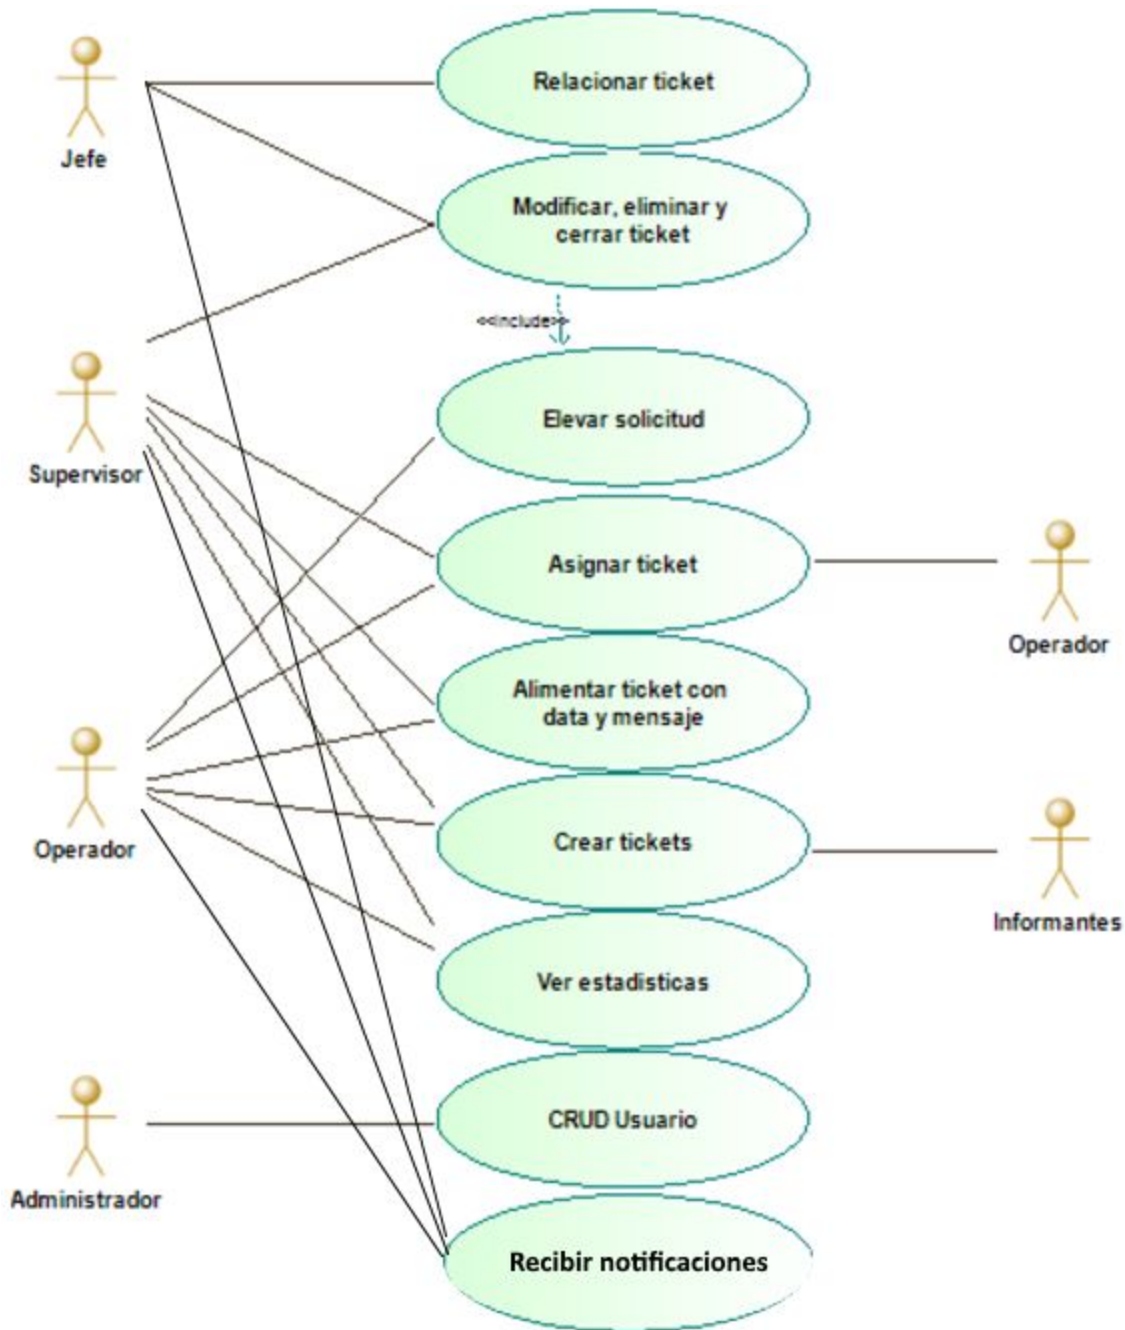 Relacionar ticket
Jefe
Modificar, eliminar y
cerrar ticket
<<include>>
Elevar solicitud
Supervisor
Asignar ticket
Operador
Alimentar ticket con
data y mensaje
Operador
Crear tickets
Informantes
Ver estadisticas
CRUD Usuario
Administrador
Recibir notificaciones